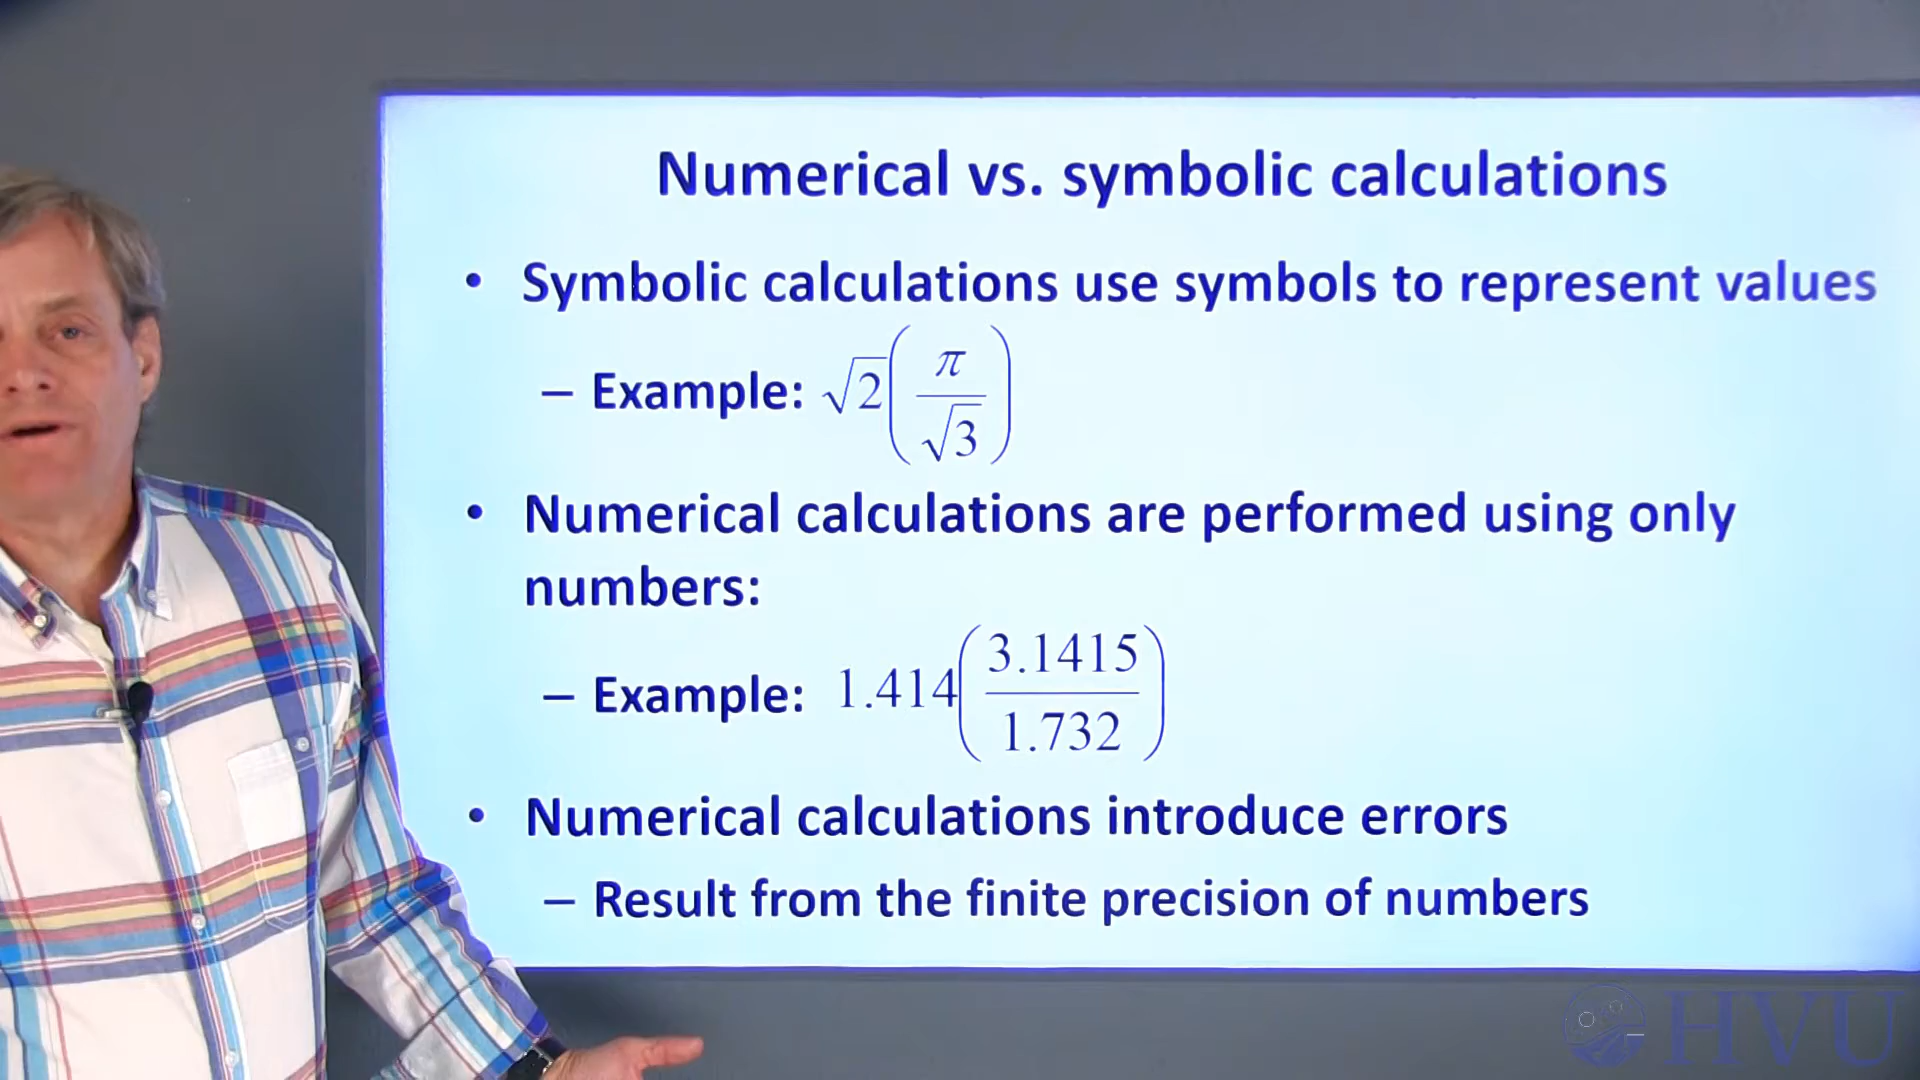 Numerical vs. symbolic calculations
• Symbolic calculations use symbols to represent values
– Example: √2(π/√3)
• Numerical calculations are performed using only
numbers:
– Example: 1.414(3.1415/1.732)
• Numerical calculations introduce errors
– Result from the finite precision of numbers
HVU